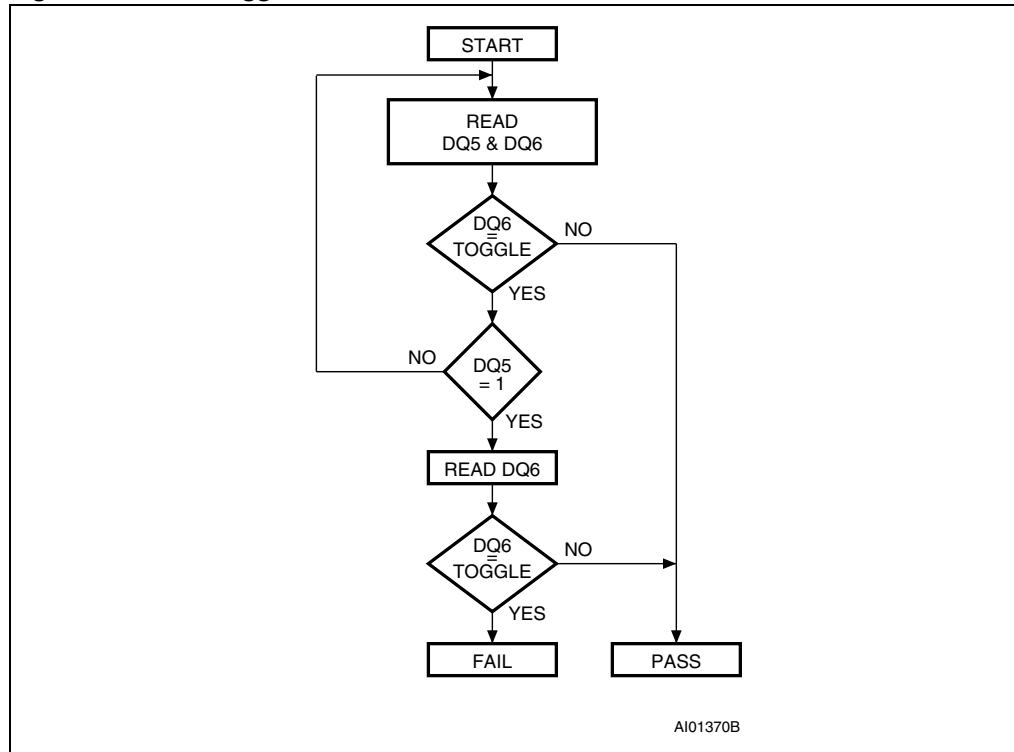 START
READ
DQ5 & DQ6
DQ6
=
TOGGLE
NO
YES
NO
DQ5
= 1
YES
READ DQ6
DQ6
=
TOGGLE
NO
YES
FAIL
PASS
AI01370B